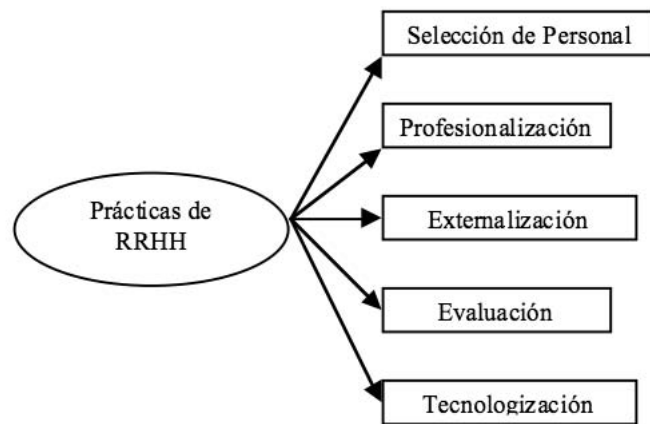 Selección de Personal
Profesionalización
Prácticas de
RRHH
Externalización
Evaluación
Tecnologización